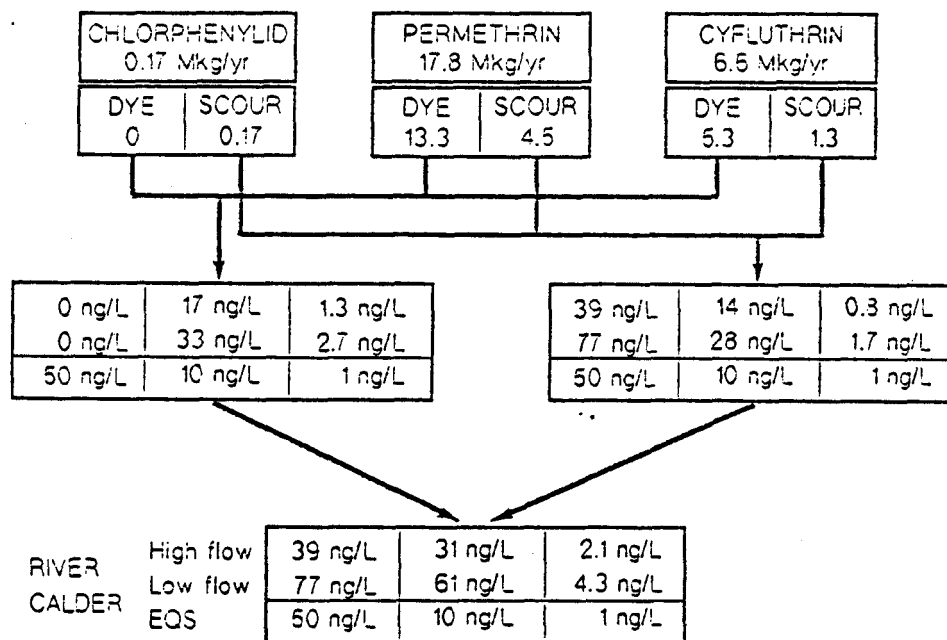 CHLORPHENYLID PERMETHRIN CYFLUTHRIN
0.17 Mkg/yr 17.8 Mkg/yr 6.6 Mkg/yr
DYE SCOUR DYE SCOUR DYE SCOUR
0 0.17 13.3 4.5 5.3 1.3
0 ng/L 17 ng/L 1.3 ng/L 39 ng/L 14 ng/L 0.8 ng/L
0 ng/L 33 ng/L 2.7 ng/L 77 ng/L 28 ng/L 1.7 ng/L
50 ng/L 10 ng/L 1 ng/L 50 ng/L 10 ng/L 1 ng/L
RIVER CALDER
High flow 39 ng/L 31 ng/L 2.1 ng/L
Low flow 77 ng/L 61 ng/L 4.3 ng/L
EQS 50 ng/L 10 ng/L 1 ng/L